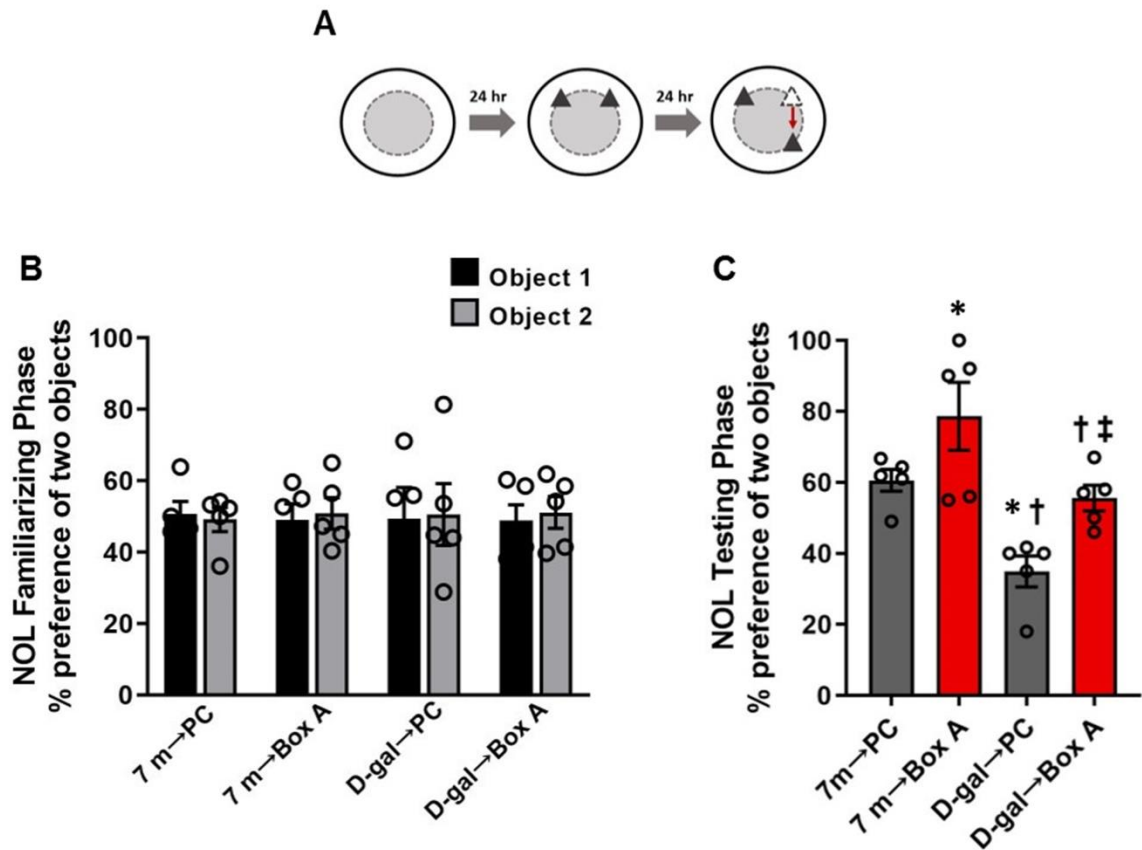 A
24 hr
24 hr
B
Object 1
Object 2
NOL Familiarizing Phase
% preference of two objects
100
80
60
40
20
0
7 m→PC
7 m→Box A
D-gal→PC
D-gal→Box A
C
NOL Testing Phase
% preference of two objects
100
80
60
40
20
0
*
* †
† ‡
7m→PC
7 m→Box A
D-gal→PC
D-gal→Box A